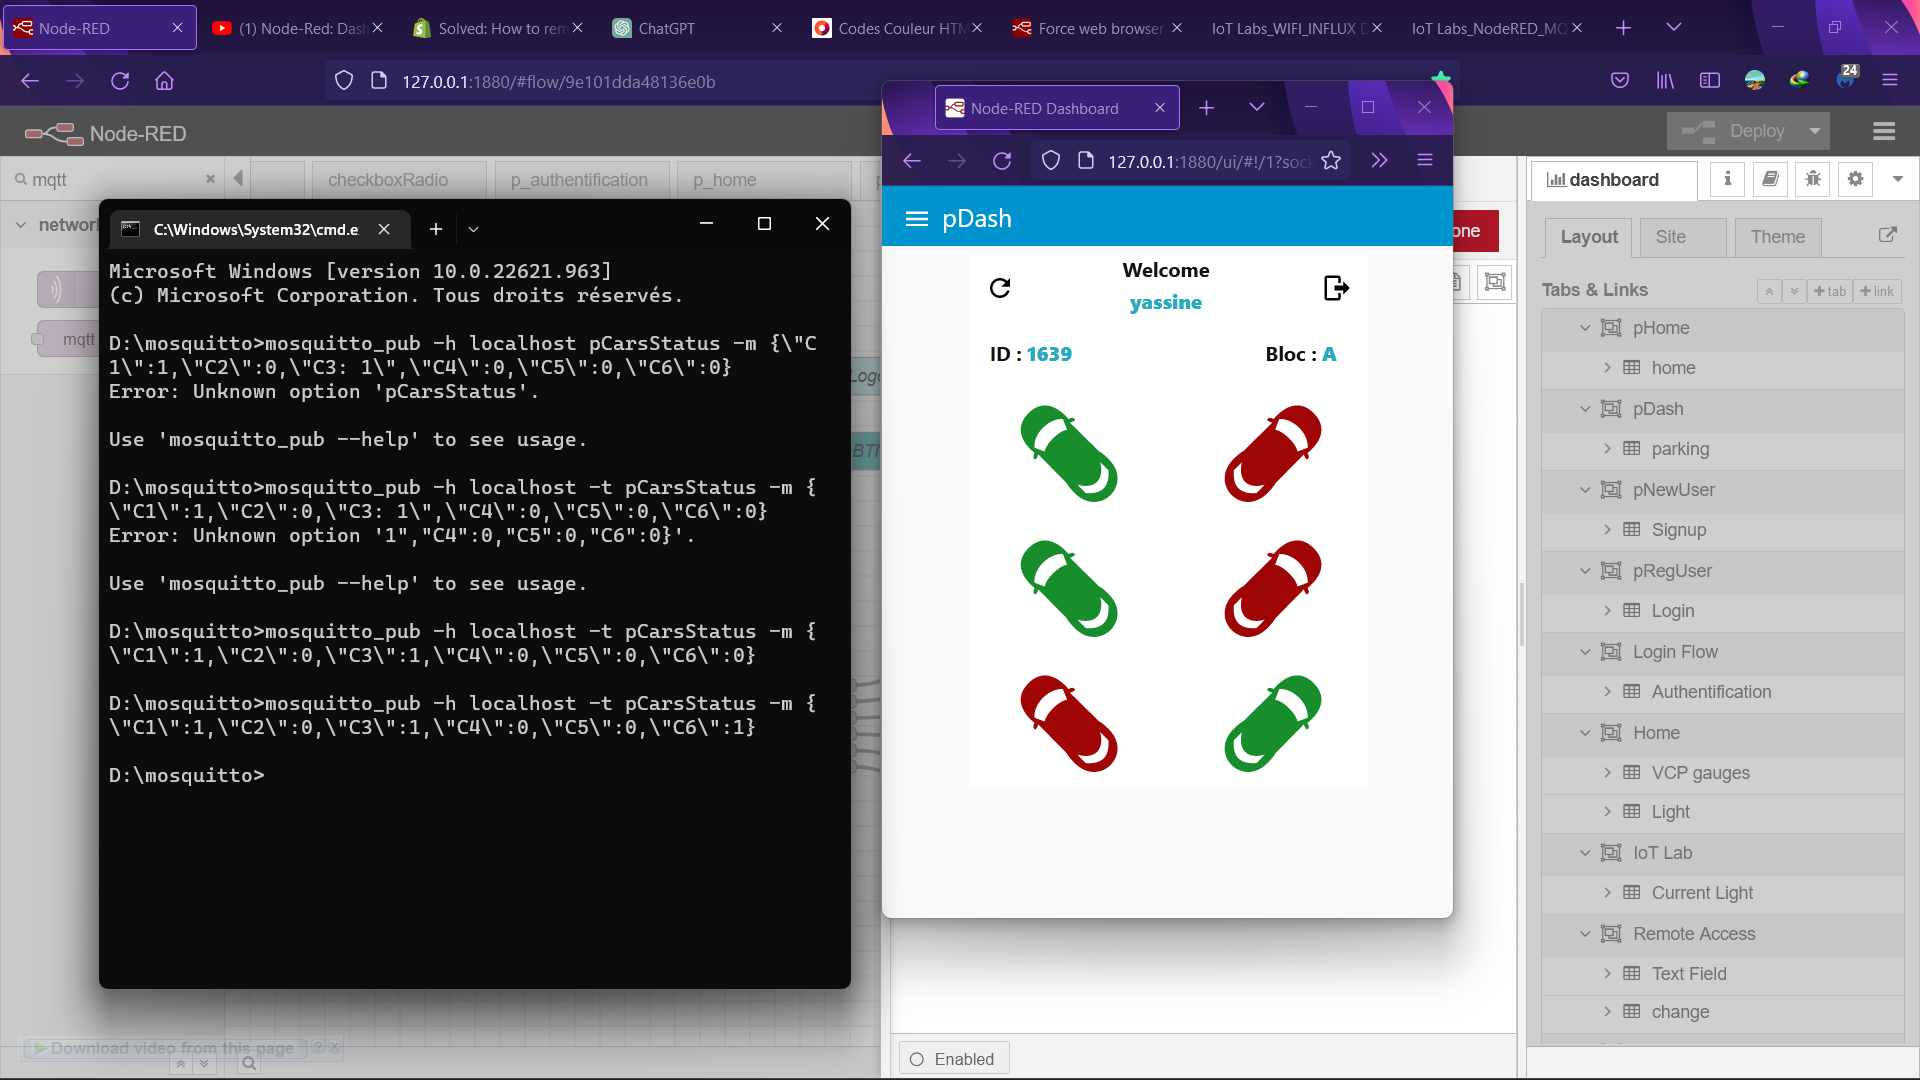 Node-RED
(1) Node-Red: Das
Solved: How to rem
ChatGPT
Codes Couleur HTM
Force web browser
IoT Labs_WIFI_INFLUX D
IoT Labs_NodeRED_MQ
127.0.0.1:1880/#flow/9e101dda48136e0b
24
Node-RED
Deploy
mqtt
checkboxRadio
p_authentification
p_home
network
mqtt
C:\Windows\System32\cmd.e
Microsoft Windows [version 10.0.22621.963]
(c) Microsoft Corporation. Tous droits réservés.
D:\mosquitto>mosquitto_pub -h localhost pCarsStatus -m {\"C
1\":1,\"C2\":0,\"C3: 1\",\"C4\":0,\"C5\":0,\"C6\":0}
Error: Unknown option 'pCarsStatus'.
Use 'mosquitto_pub --help' to see usage.
D:\mosquitto>mosquitto_pub -h localhost -t pCarsStatus -m {
\"C1\":1,\"C2\":0,\"C3: 1\",\"C4\":0,\"C5\":0,\"C6\":0}
Error: Unknown option '1","C4":0,"C5":0,"C6":0}'.
Use 'mosquitto_pub --help' to see usage.
D:\mosquitto>mosquitto_pub -h localhost -t pCarsStatus -m {
\"C1\":1,\"C2\":0,\"C3\":1,\"C4\":0,\"C5\":0,\"C6\":0}
D:\mosquitto>mosquitto_pub -h localhost -t pCarsStatus -m {
\"C1\":1,\"C2\":0,\"C3\":1,\"C4\":0,\"C5\":0,\"C6\":1}
D:\mosquitto>
Logo
BTN
Node-RED Dashboard
127.0.0.1:1880/ui/#!/1?soc
pDash
Welcome
yassine
ID : 1639
Bloc : A
one
Enabled
dashboard
Layout
Site
Theme
Tabs & Links
tab
link
pHome
home
pDash
parking
pNewUser
Signup
pRegUser
Login
Login Flow
Authentification
Home
VCP gauges
Light
IoT Lab
Current Light
Remote Access
Text Field
change
Download video from this page